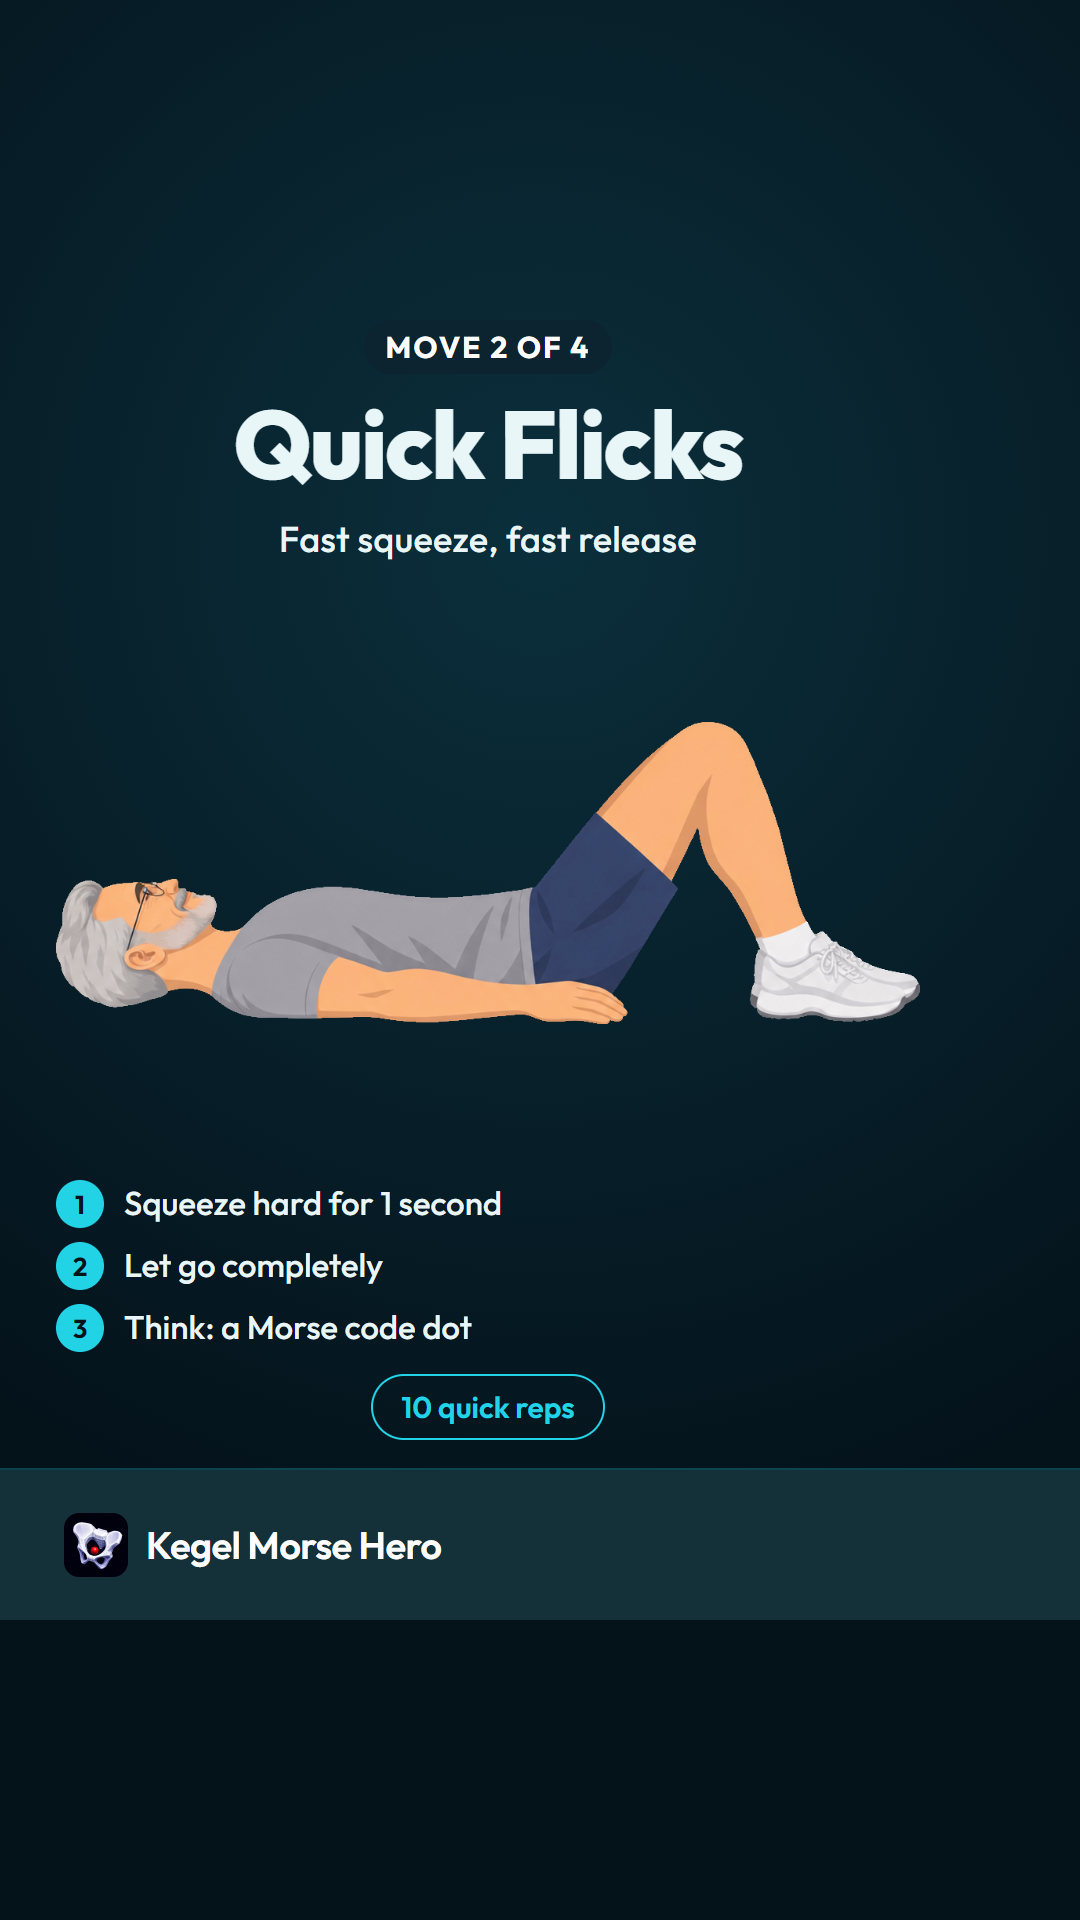 MOVE 2 OF 4
Quick Flicks
Fast squeeze, fast release
1 Squeeze hard for 1 second
2 Let go completely
3 Think: a Morse code dot
10 quick reps
Kegel Morse Hero